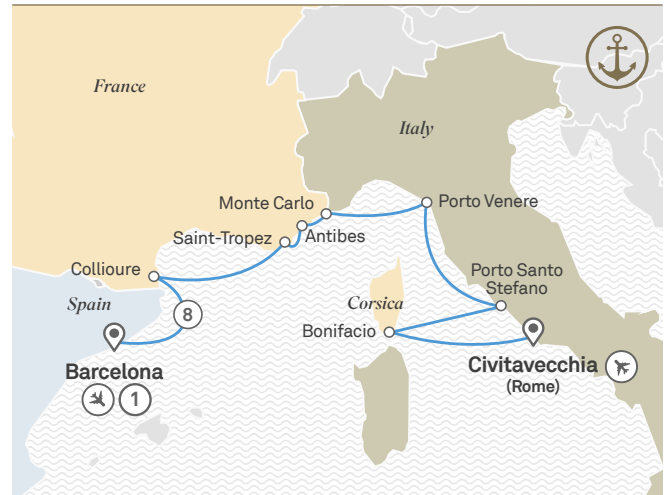 France
Italy
Monte Carlo
Porto Venere
Saint-Tropez
Antibes
Collioure
Porto Santo
Stefano
Spain
Corsica
8
Bonifacio
Barcelona
Civitavecchia
(Rome)
1